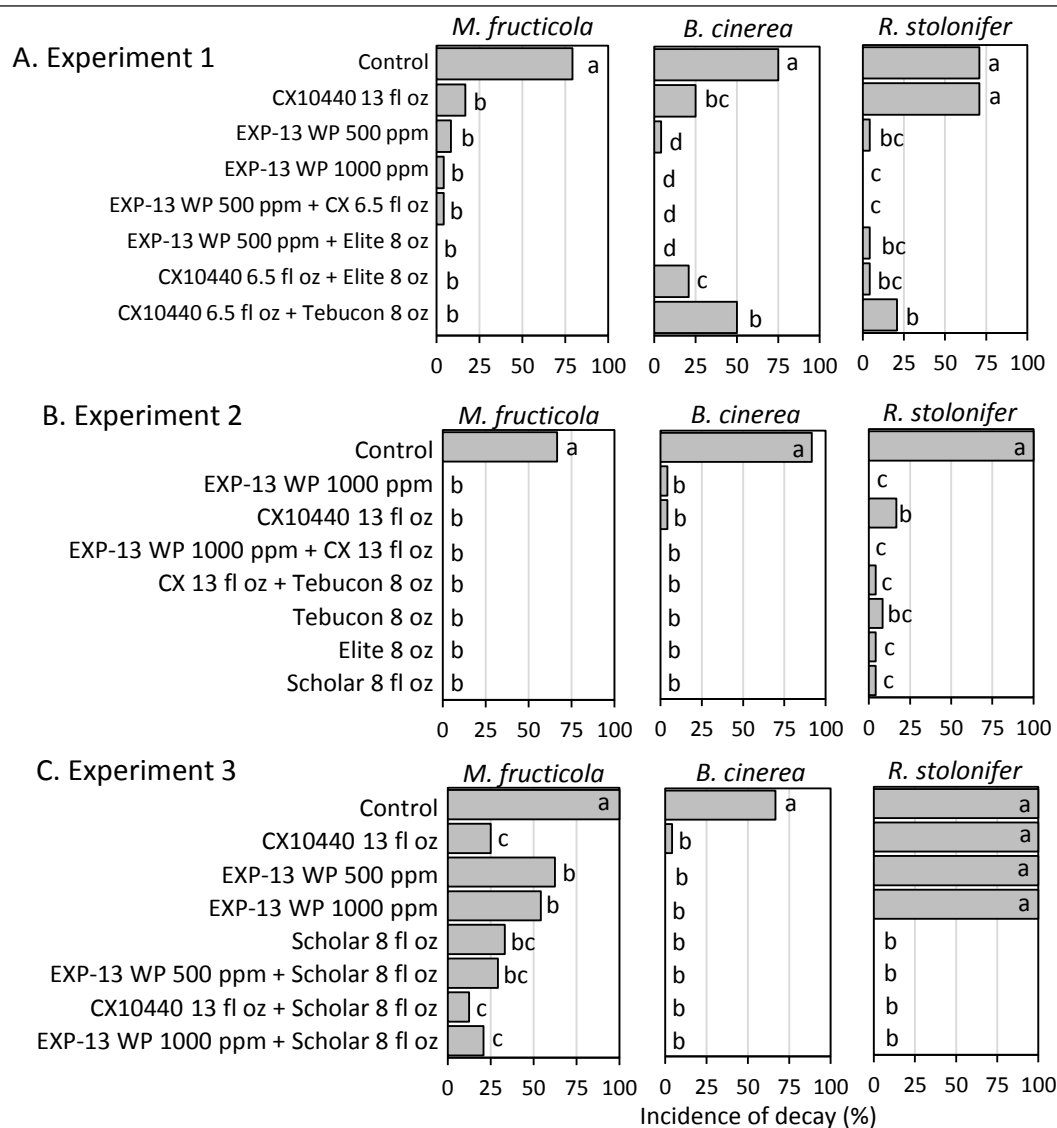 A. Experiment 1
M. fructicola B. cinerea R. stolonifer
Control a a a
CX10440 13 fl oz b bc a
EXP-13 WP 500 ppm b d bc
EXP-13 WP 1000 ppm b d c
EXP-13 WP 500 ppm + CX 6.5 fl oz b d c
EXP-13 WP 500 ppm + Elite 8 oz b d bc
CX10440 6.5 fl oz + Elite 8 oz b c bc
CX10440 6.5 fl oz + Tebucon 8 oz b b b
0 25 50 75 100 0 25 50 75 100 0 25 50 75 100
B. Experiment 2
M. fructicola B. cinerea R. stolonifer
Control a a a
EXP-13 WP 1000 ppm b b c
CX10440 13 fl oz b b b
EXP-13 WP 1000 ppm + CX 13 fl oz b b c
CX 13 fl oz + Tebucon 8 oz b b c
Tebucon 8 oz b b bc
Elite 8 oz b b c
Scholar 8 fl oz b b c
0 25 50 75 100 0 25 50 75 100 0 25 50 75 100
C. Experiment 3
M. fructicola B. cinerea R. stolonifer
Control a a a
CX10440 13 fl oz c b a
EXP-13 WP 500 ppm b b a
EXP-13 WP 1000 ppm b b a
Scholar 8 fl oz bc b b
EXP-13 WP 500 ppm + Scholar 8 fl oz bc b b
CX10440 13 fl oz + Scholar 8 fl oz c b b
EXP-13 WP 1000 ppm + Scholar 8 fl oz c b b
0 25 50 75 100 0 25 50 75 100 0 25 50 75 100
Incidence of decay (%)